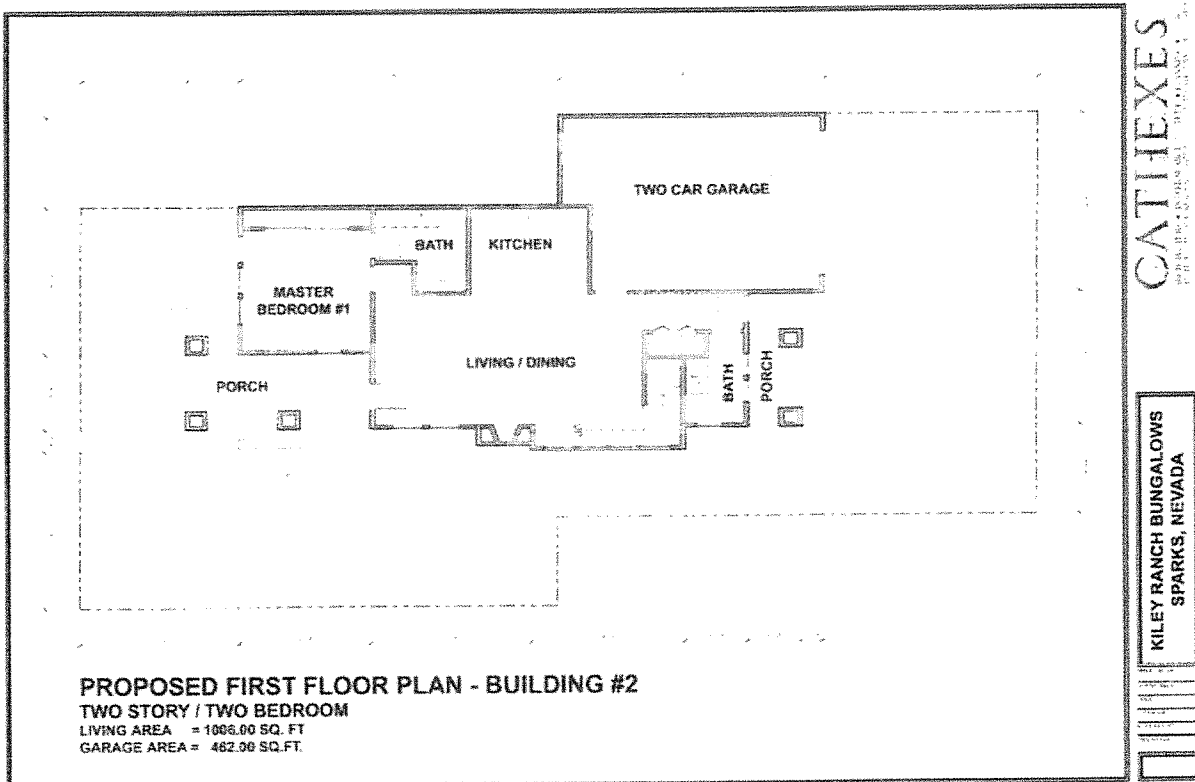 TWO CAR GARAGE
BATH
KITCHEN
MASTER
BEDROOM #1
LIVING / DINING
PORCH
BATH
PORCH
PROPOSED FIRST FLOOR PLAN - BUILDING #2
TWO STORY / TWO BEDROOM
LIVING AREA = 1006.00 SQ. FT
GARAGE AREA = 462.00 SQ.FT.
CATHEXES
KILEY RANCH BUNGALOWS
SPARKS, NEVADA